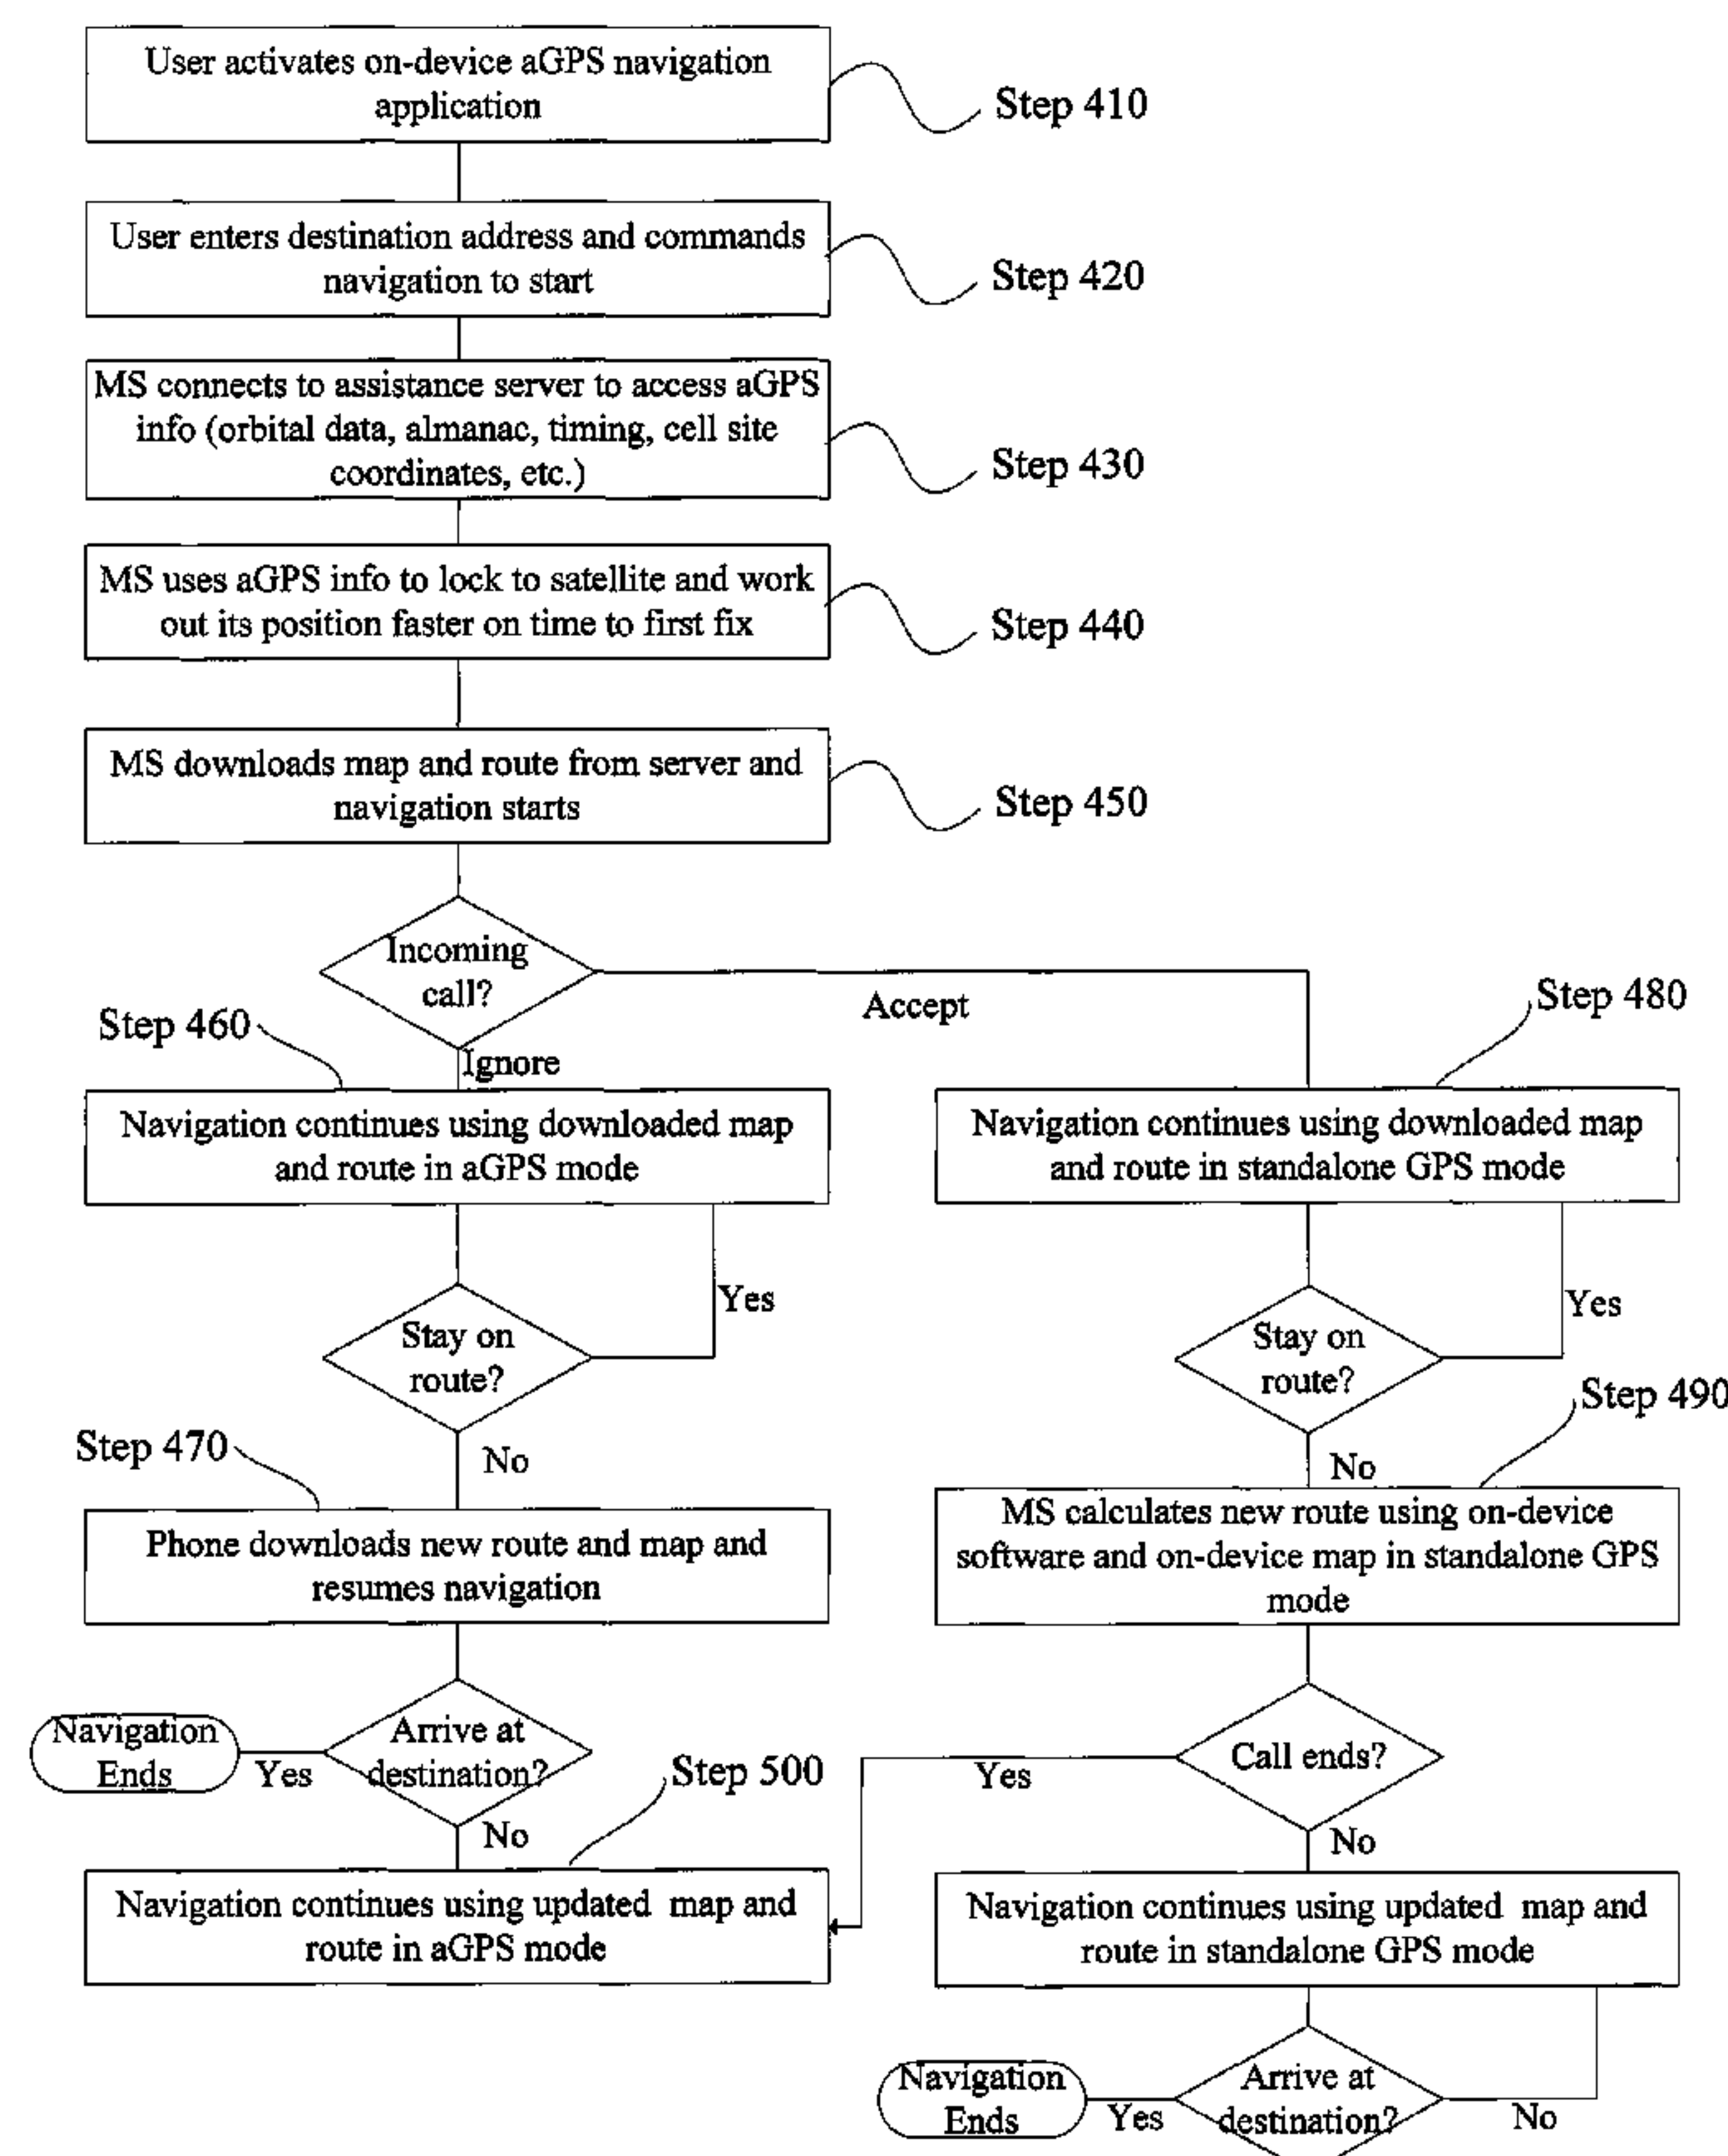 User activates on-device aGPS navigation
application
Step 410
User enters destination address and commands
navigation to start
Step 420
MS connects to assistance server to access aGPS
info (orbital data, almanac, timing, cell site
coordinates, etc.)
Step 430
MS uses aGPS info to lock to satellite and work
out its position faster on time to first fix
Step 440
MS downloads map and route from server and
navigation starts
Step 450
Incoming
call?
Accept
Ignore
Step 460
Navigation continues using downloaded map
and route in aGPS mode
Step 480
Navigation continues using downloaded map
and route in standalone GPS mode
Stay on
route?
Yes
No
Stay on
route?
Yes
No
Step 470
Phone downloads new route and map and
resumes navigation
Step 490
MS calculates new route using on-device
software and on-device map in standalone GPS
mode
Arrive at
destination?
Yes
Navigation
Ends
No
Call ends?
Yes
No
Step 500
Navigation continues using updated map and
route in aGPS mode
Navigation continues using updated map and
route in standalone GPS mode
Arrive at
destination?
Yes
Navigation
Ends
No